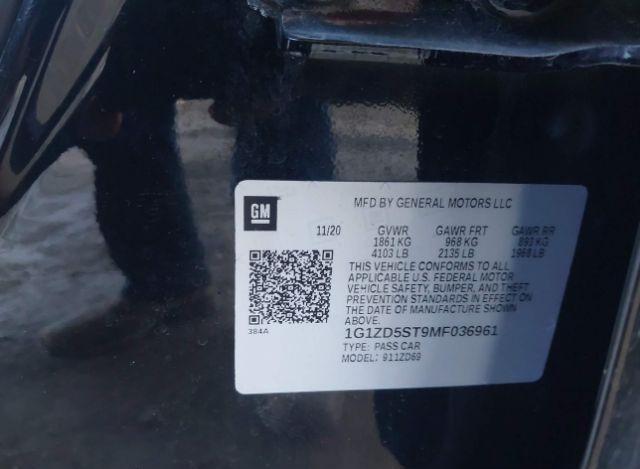 GM
MFD BY GENERAL MOTORS LLC
11/20 GVWR GAWR FRT GAWR RR
1861 KG 968 KG 893 KG
4103 LB 2135 LB 1968 LB
THIS VEHICLE CONFORMS TO ALL
APPLICABLE U.S. FEDERAL MOTOR
VEHICLE SAFETY, BUMPER, AND THEFT
PREVENTION STANDARDS IN EFFECT ON
THE DATE OF MANUFACTURE SHOWN
ABOVE.
384A
1G1ZD5ST9MF036961
TYPE: PASS CAR
MODEL: 911ZD69